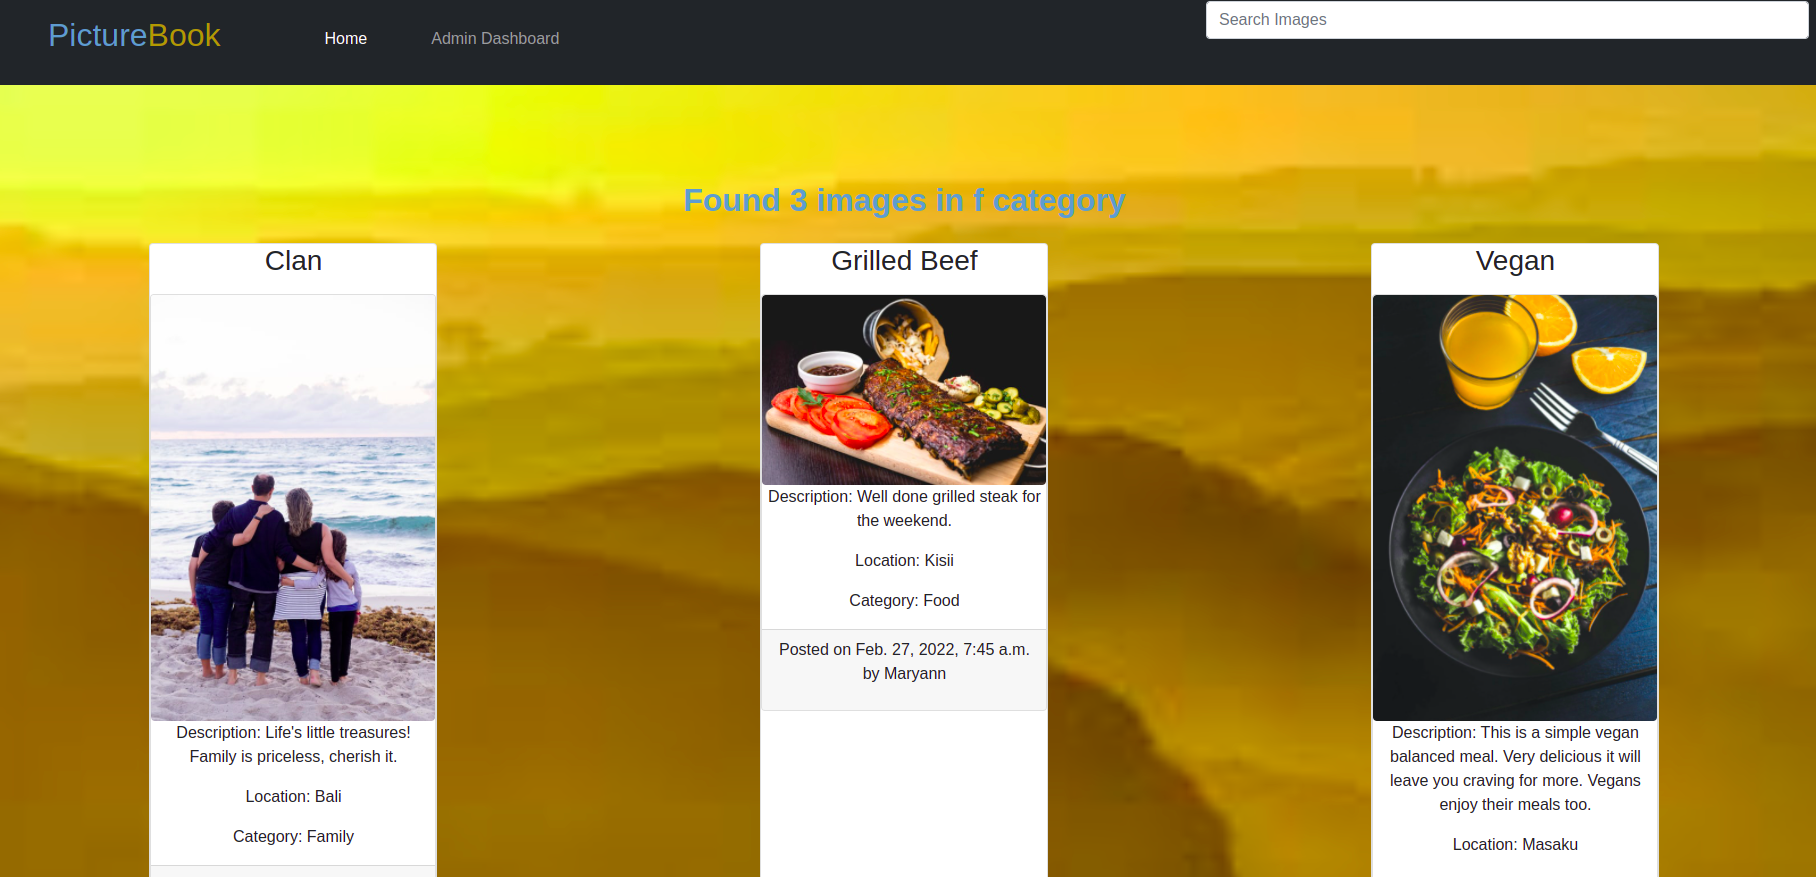 PictureBook
Home
Admin Dashboard
Search Images
Found 3 images in f category
Clan
Description: Life's little treasures!
Family is priceless, cherish it.
Location: Bali
Category: Family
Grilled Beef
Description: Well done grilled steak for
the weekend.
Location: Kisii
Category: Food
Posted on Feb. 27, 2022, 7:45 a.m.
by Maryann
Vegan
Description: This is a simple vegan
balanced meal. Very delicious it will
leave you craving for more. Vegans
enjoy their meals too.
Location: Masaku